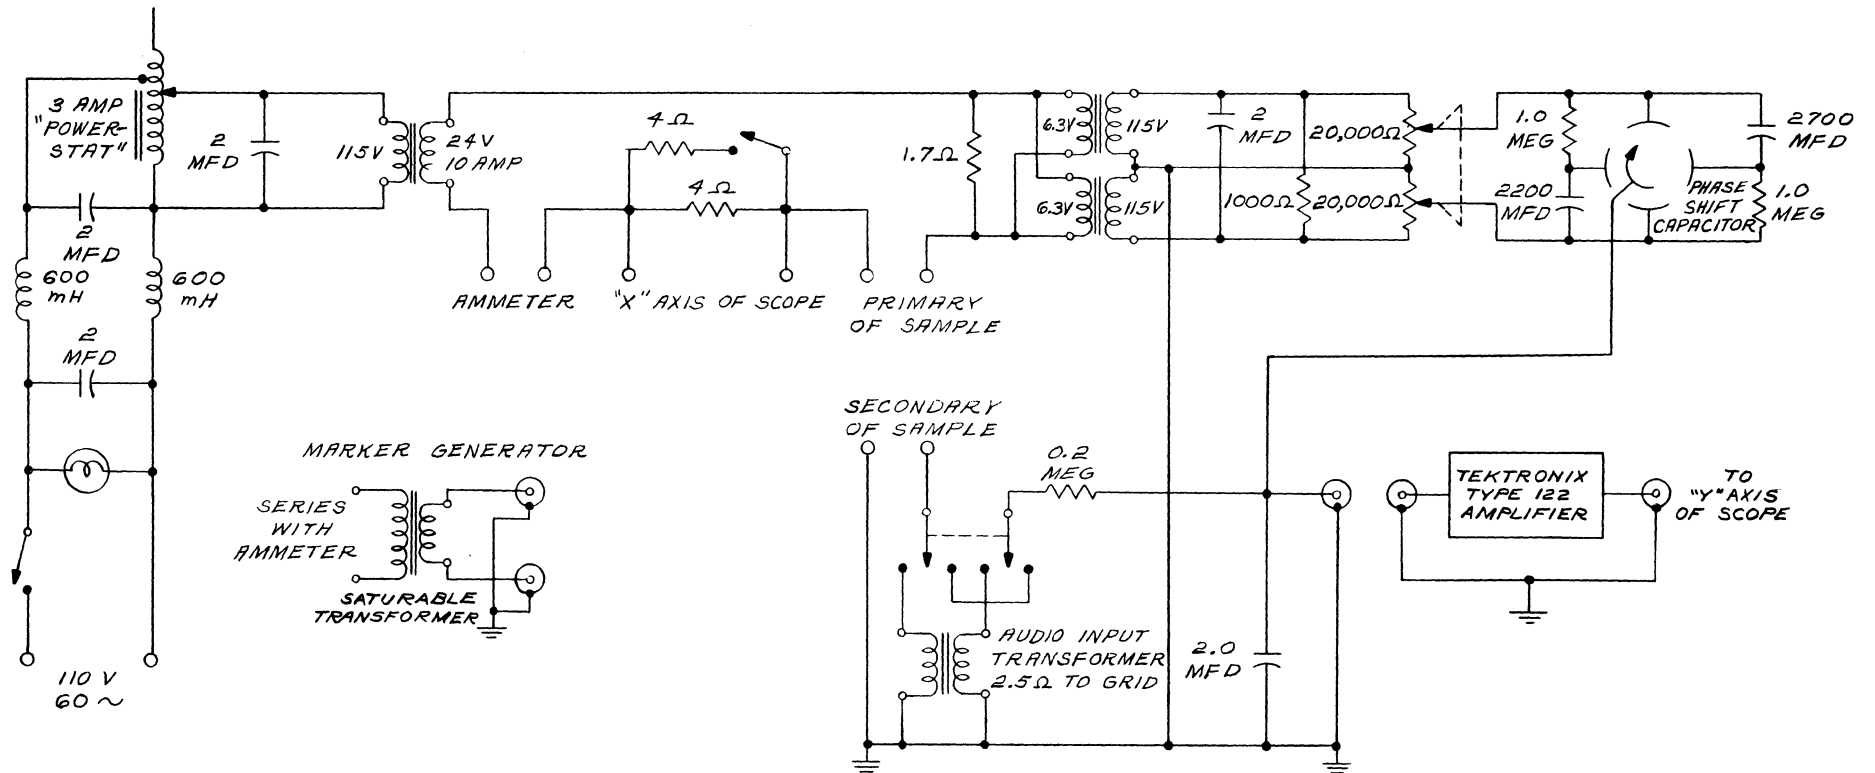 3 AMP
"POWER-
STAT"
2
MFD
115V
24V
10 AMP
4Ω
4Ω
1.7Ω
6.3V
115V
6.3V
115V
2
MFD
1000Ω
20,000Ω
20,000Ω
1.0
MEG
2200
MFD
PHASE
SHIFT
CAPACITOR
2700
MFD
1.0
MEG
2
MFD
600
mH
600
mH
AMMETER
"X" AXIS OF SCOPE
PRIMARY
OF SAMPLE
2
MFD
SECONDARY
OF SAMPLE
MARKER GENERATOR
SERIES
WITH
AMMETER
SATURABLE
TRANSFORMER
0.2
MEG
TEKTRONIX
TYPE 122
AMPLIFIER
TO
"Y" AXIS
OF SCOPE
AUDIO INPUT
TRANSFORMER
2.5Ω TO GRID
2.0
MFD
110 V
60 ~